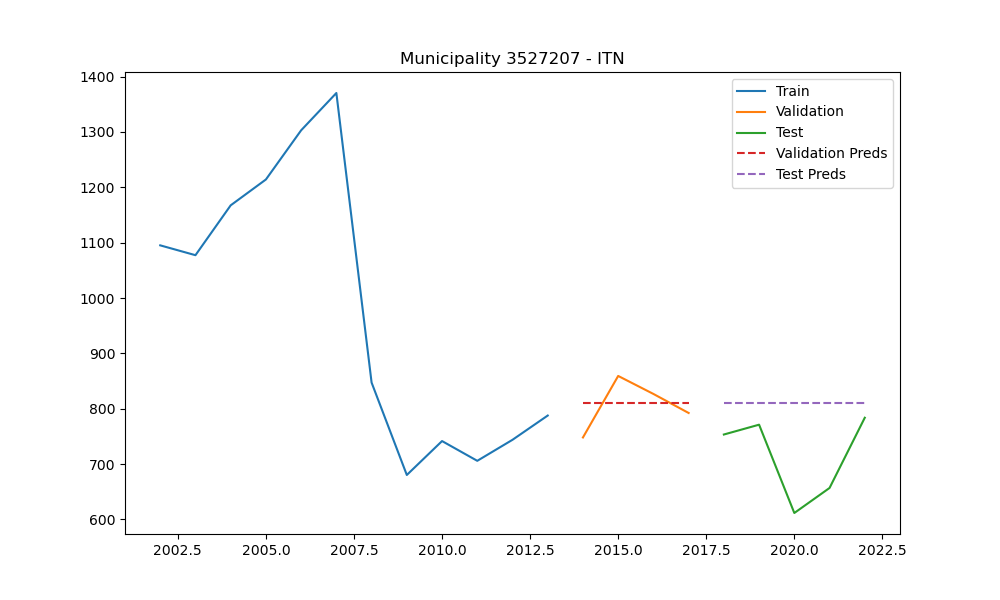 Municipality 3527207 - ITN
1400
1300
1200
1100
1000
900
800
700
600
Train
Validation
Test
Validation Preds
Test Preds
2002.5 2005.0 2007.5 2010.0 2012.5 2015.0 2017.5 2020.0 2022.5